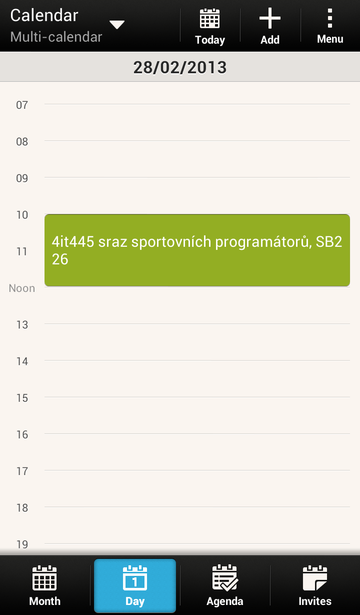 Calendar
Multi-calendar
Today
Add
Menu
28/02/2013
07
08
09
10
4it445 sraz sportovních programátorů, SB2
26
11
Noon
13
14
15
16
17
18
19
Month
1
Day
Agenda
Invites